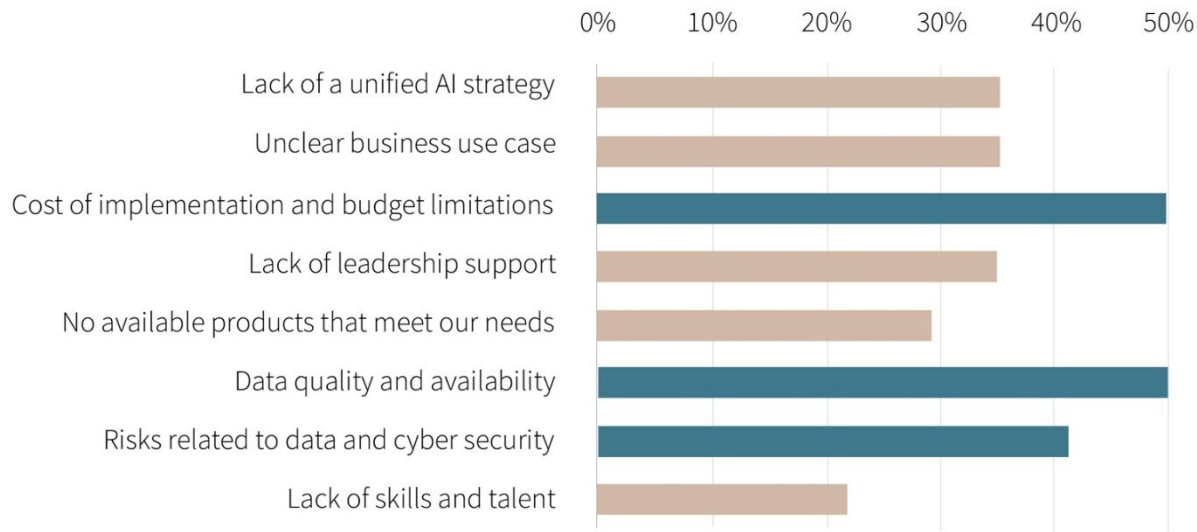 0% 10% 20% 30% 40% 50%
Lack of a unified AI strategy
Unclear business use case
Cost of implementation and budget limitations
Lack of leadership support
No available products that meet our needs
Data quality and availability
Risks related to data and cyber security
Lack of skills and talent